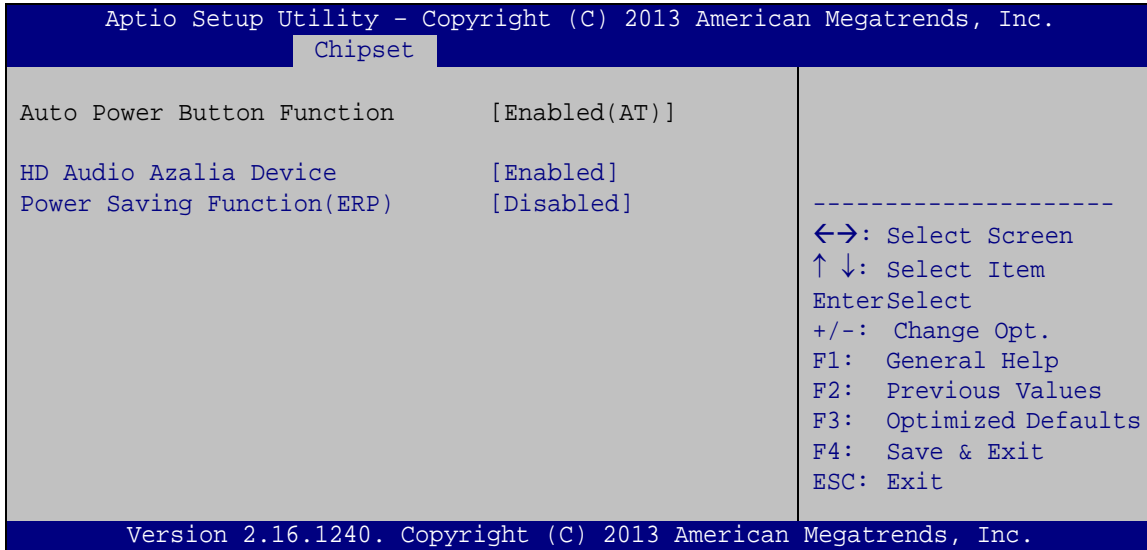 Aptio Setup Utility – Copyright (C) 2013 American Megatrends, Inc.
Chipset
Auto Power Button Function [Enabled(AT)]
HD Audio Azalia Device [Enabled]
Power Saving Function(ERP) [Disabled]
---------------------
←→: Select Screen
↑ ↓: Select Item
EnterSelect
+/-: Change Opt.
F1: General Help
F2: Previous Values
F3: Optimized Defaults
F4: Save & Exit
ESC: Exit
Version 2.16.1240. Copyright (C) 2013 American Megatrends, Inc.